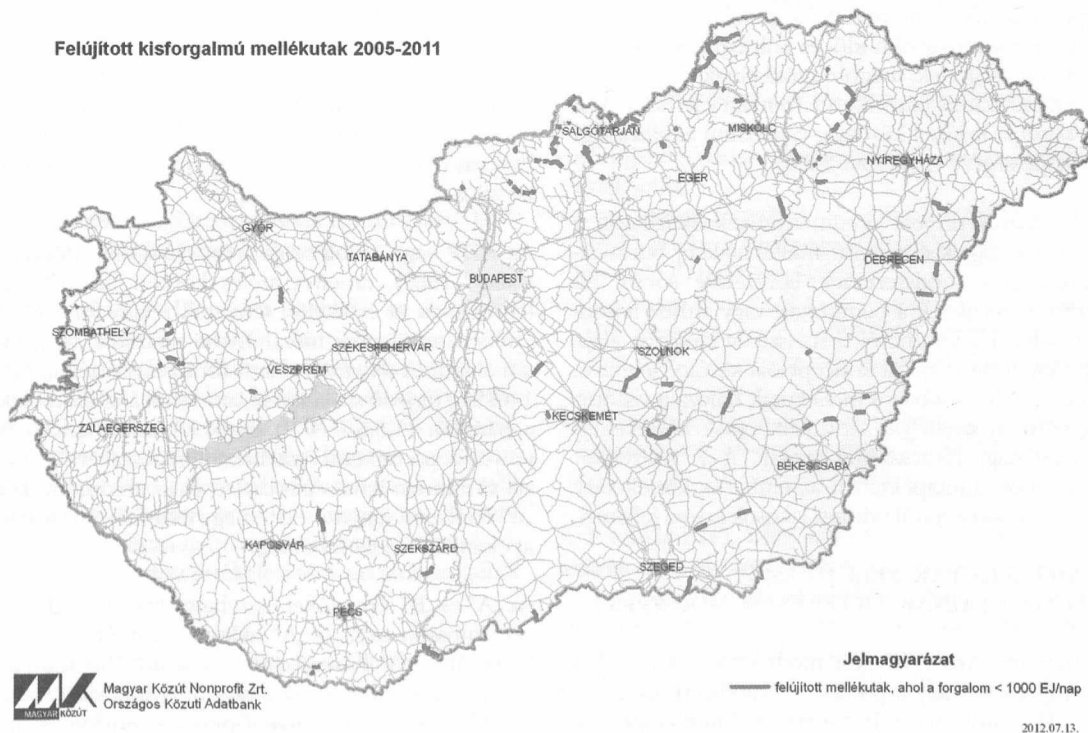 Felújított kisforgalmú mellékutak 2005-2011
SALGÓTARJÁN
MISKOLC
NYÍREGYHÁZA
EGER
GYŐR
TATABÁNYA
BUDAPEST
DEBRECEN
SZOMBATHELY
SZÉKESFEHÉRVÁR
VESZPRÉM
SZOLNOK
ZALAEGERSZEG
KECSKEMÉT
BÉKÉSCSABA
KAPOSVÁR
SZEKSZÁRD
SZEGED
PÉCS
Jelmagyarázat
felújított mellékutak, ahol a forgalom < 1000 EJ/nap
MAGYAR KÖZÚT
Magyar Közút Nonprofit Zrt.
Országos Közúti Adatbank
2012.07.13.